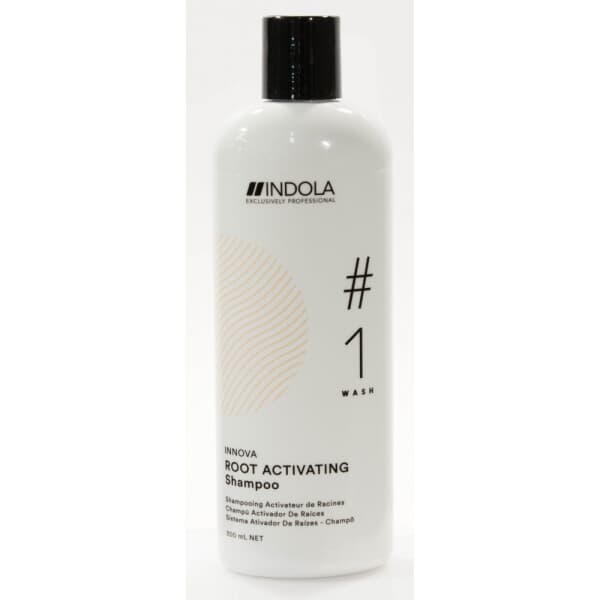 INDOLA
EXCLUSIVELY PROFESSIONAL
#
1
WASH
INNOVA
ROOT ACTIVATING
Shampoo
Shampooing Activateur de Racines
Champú Activador De Raíces
Sistema Ativador De Raízes - Champô
300 mL NET